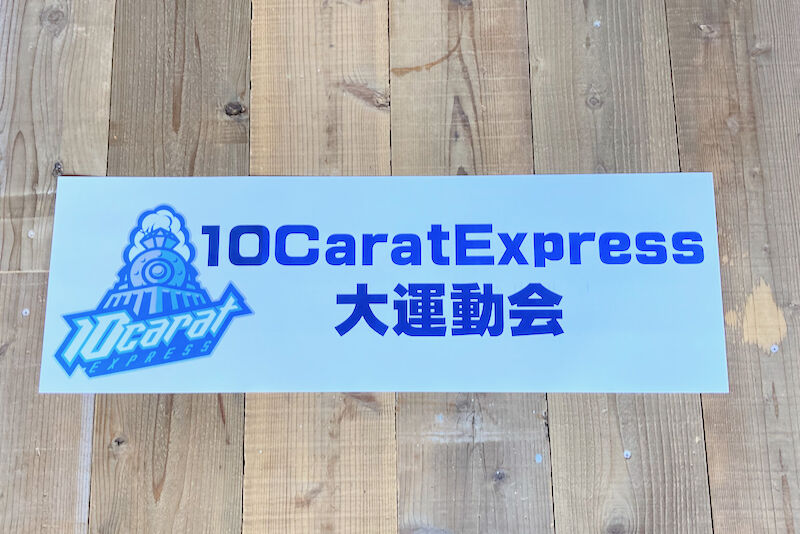 10CaratExpress
大運動会
10carat
EXPRESS